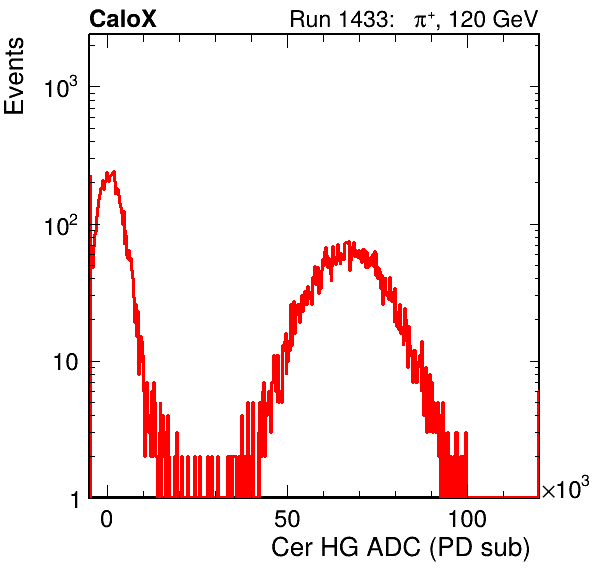 CaloX Run 1433: π⁺, 120 GeV
Events
10³
10²
10
1
0 50 100 ×10³
Cer HG ADC (PD sub)